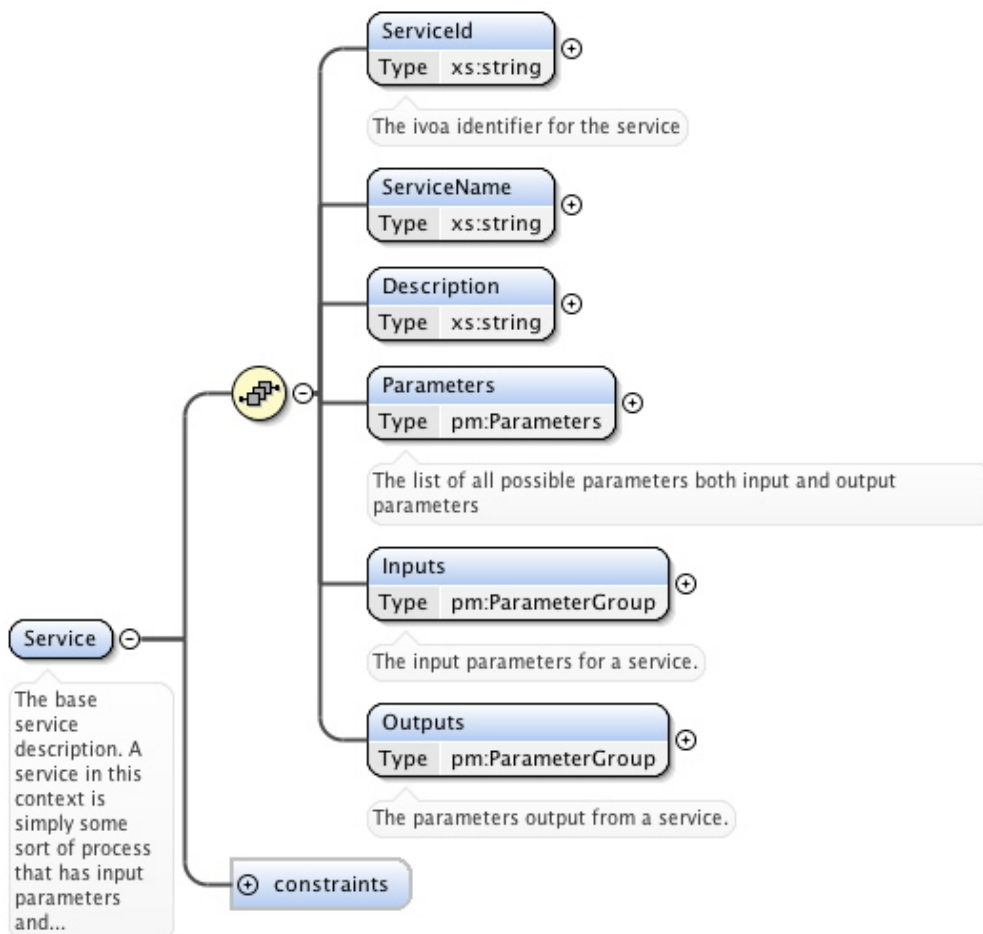 ServiceId
Type xs:string
The ivoa identifier for the service
ServiceName
Type xs:string
Description
Type xs:string
Parameters
Type pm:Parameters
The list of all possible parameters both input and output
parameters
Inputs
Type pm:ParameterGroup
The input parameters for a service.
Outputs
Type pm:ParameterGroup
The parameters output from a service.
Service
The base
service
description. A
service in this
context is
simply some
sort of process
that has input
parameters
and...
constraints